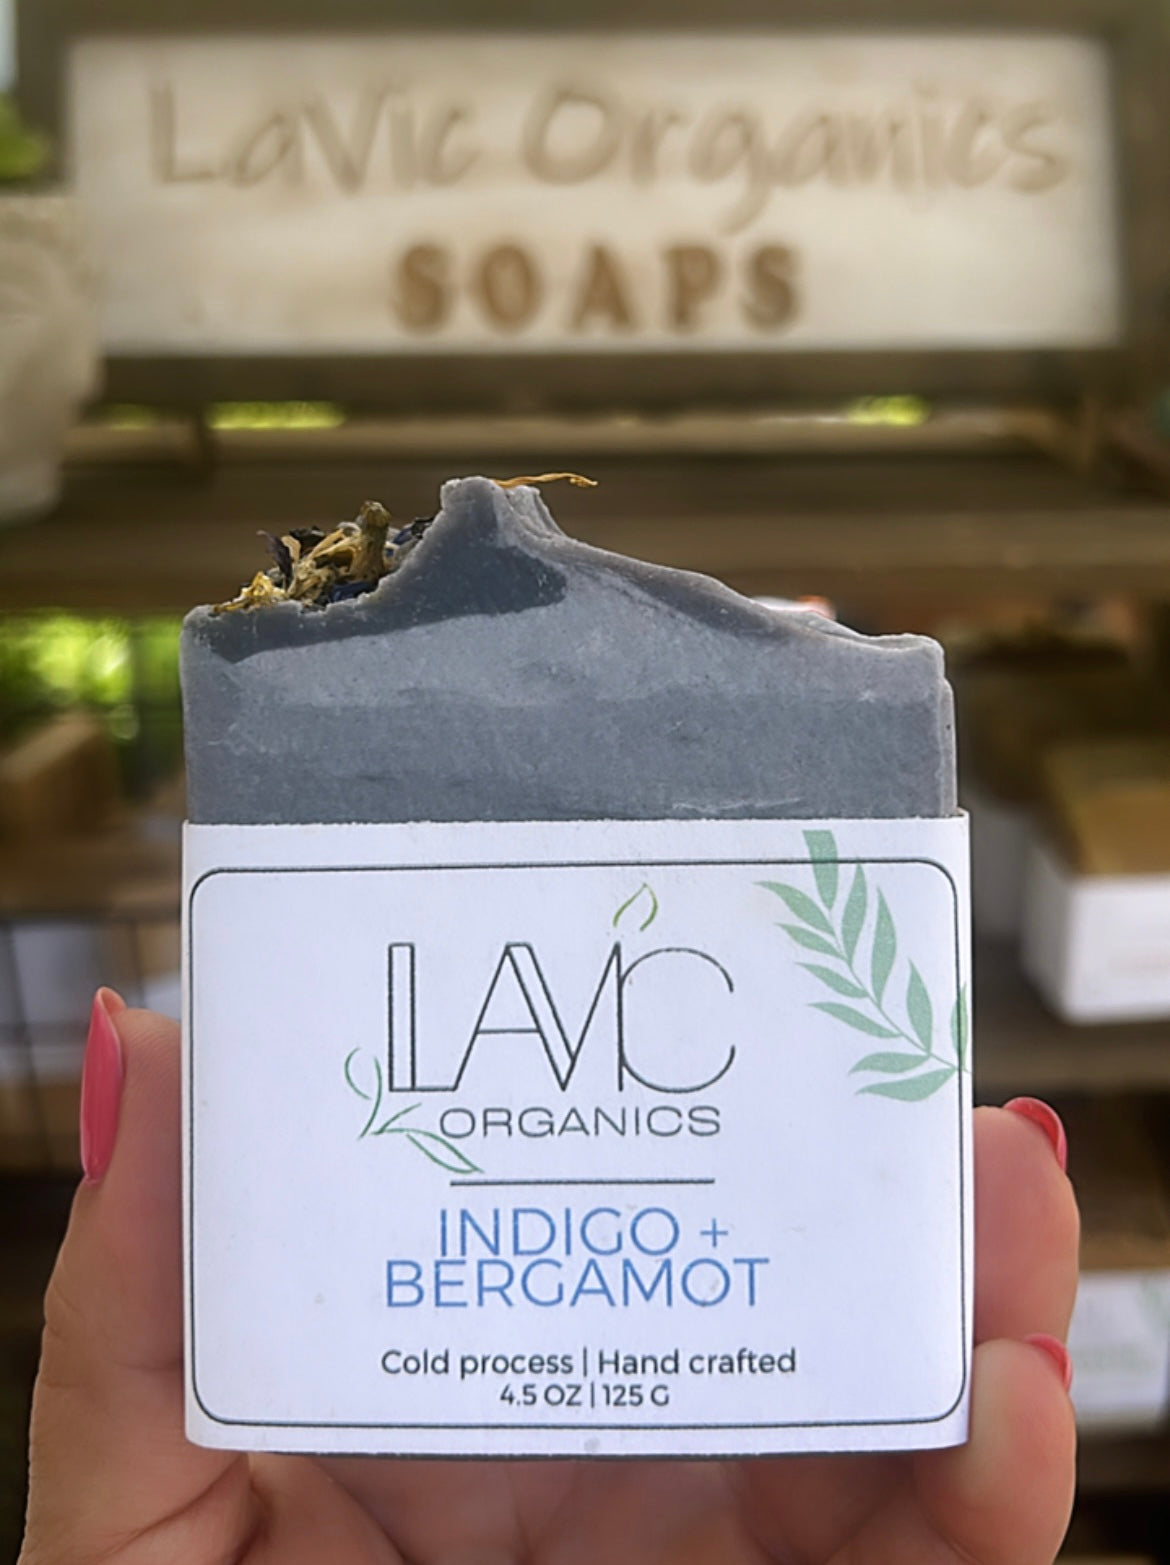 LaVic Organics
SOAPS
LAVIC
ORGANICS
INDIGO +
BERGAMOT
Cold process | Hand crafted
4.5 OZ | 125 G